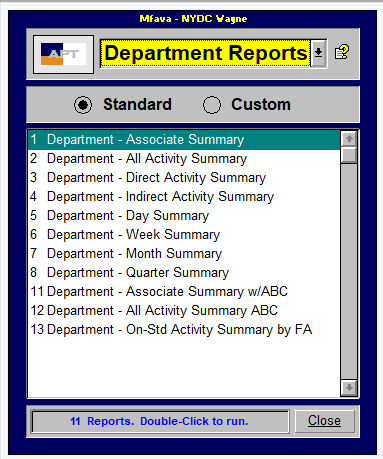 Mfava - NYDC Wayne
APT
Department Reports
Standard Custom
1 Department - Associate Summary
2 Department - All Activity Summary
3 Department - Direct Activity Summary
4 Department - Indirect Activity Summary
5 Department - Day Summary
6 Department - Week Summary
7 Department - Month Summary
8 Department - Quarter Summary
11 Department - Associate Summary w/ABC
12 Department - All Activity Summary ABC
13 Department - On-Std Activity Summary by FA
11 Reports. Double-Click to run.
Close